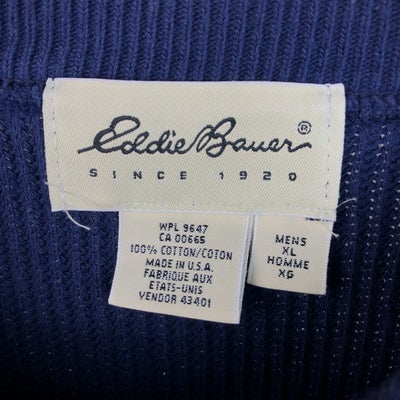 Eddie Bauer®
SINCE 1920
WPL 9647
CA 00665
100% COTTON/COTON
MADE IN U.S.A.
FABRIQUE AUX
ETATS-UNIS
VENDOR 43401
MENS
XL
HOMME
XG